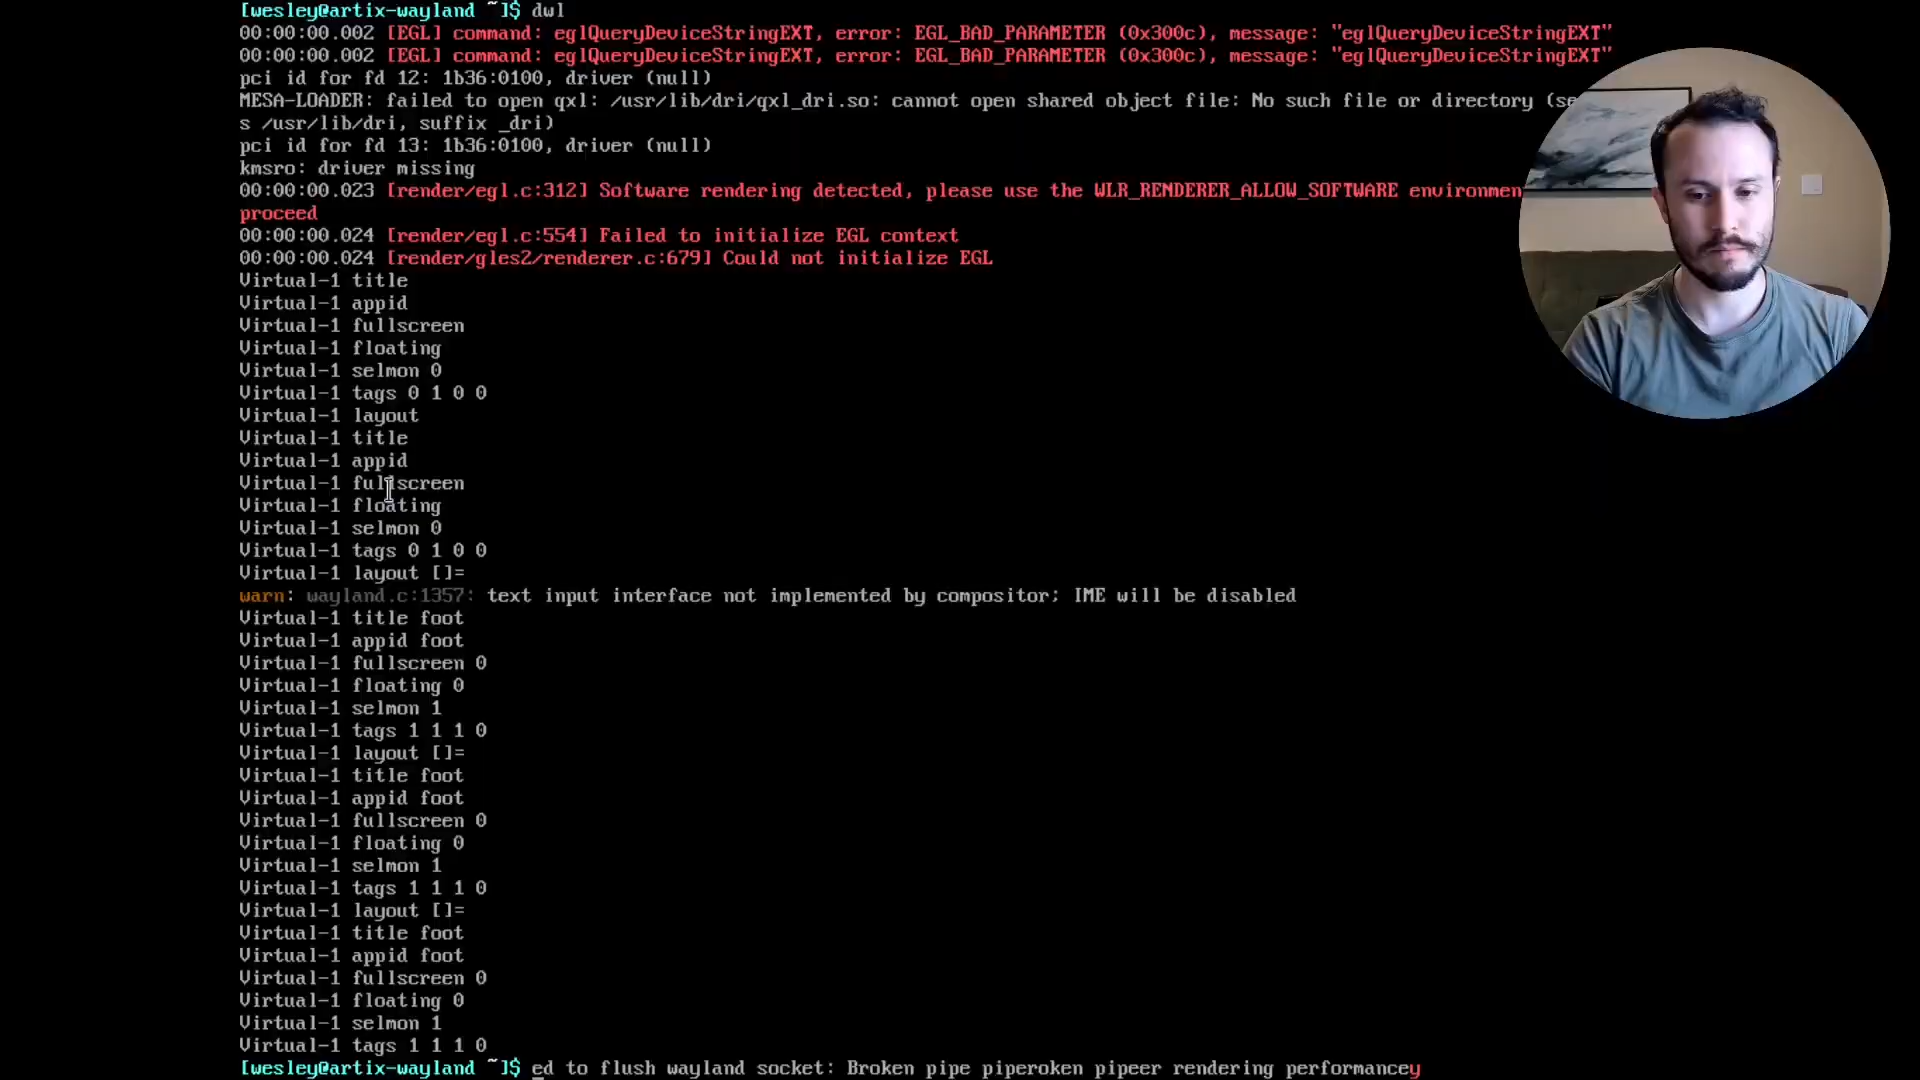 [wesley@artix-wayland ~]$ dwl
00:00:00.002 [EGL] command: eglQueryDeviceStringEXT, error: EGL_BAD_PARAMETER (0x300c), message: "eglQueryDeviceStringEXT"
00:00:00.002 [EGL] command: eglQueryDeviceStringEXT, error: EGL_BAD_PARAMETER (0x300c), message: "eglQueryDeviceStringEXT"
pci id for fd 12: 1b36:0100, driver (null)
MESA-LOADER: failed to open qxl: /usr/lib/dri/qxl_dri.so: cannot open shared object file: No such file or directory (se
s /usr/lib/dri, suffix _dri)
pci id for fd 13: 1b36:0100, driver (null)
kmsro: driver missing
00:00:00.023 [render/egl.c:312] Software rendering detected, please use the WLR_RENDERER_ALLOW_SOFTWARE environmen
proceed
00:00:00.024 [render/egl.c:554] Failed to initialize EGL context
00:00:00.024 [render/gles2/renderer.c:679] Could not initialize EGL
Virtual-1 title
Virtual-1 appid
Virtual-1 fullscreen
Virtual-1 floating
Virtual-1 selmon 0
Virtual-1 tags 0 1 0 0
Virtual-1 layout
Virtual-1 title
Virtual-1 appid
Virtual-1 fullscreen
Virtual-1 floating
Virtual-1 selmon 0
Virtual-1 tags 0 1 0 0
Virtual-1 layout []=
warn: wayland.c:1357: text input interface not implemented by compositor; IME will be disabled
Virtual-1 title foot
Virtual-1 appid foot
Virtual-1 fullscreen 0
Virtual-1 floating 0
Virtual-1 selmon 1
Virtual-1 tags 1 1 1 0
Virtual-1 layout []=
Virtual-1 title foot
Virtual-1 appid foot
Virtual-1 fullscreen 0
Virtual-1 floating 0
Virtual-1 selmon 1
Virtual-1 tags 1 1 1 0
Virtual-1 layout []=
Virtual-1 title foot
Virtual-1 appid foot
Virtual-1 fullscreen 0
Virtual-1 floating 0
Virtual-1 selmon 1
Virtual-1 tags 1 1 1 0
[wesley@artix-wayland ~]$ ed to flush wayland socket: Broken pipe piperoken pipeer rendering performancey